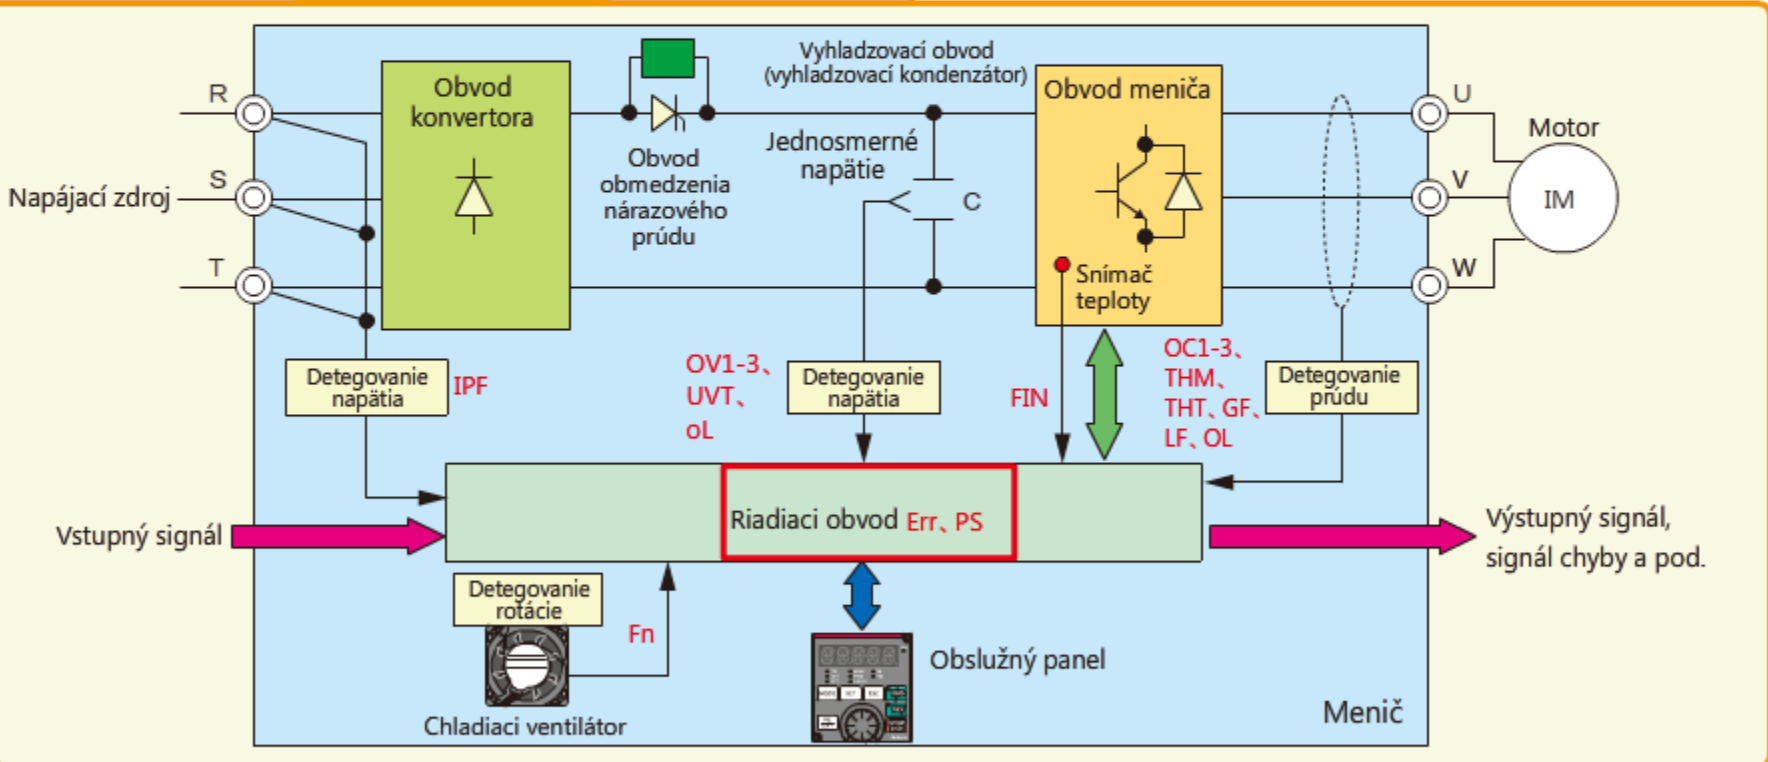 R
S
T
Napájací zdroj
Obvod
konvertora
Obvod
obmedzenia
nárazového
prúdu
Vyhladzovací obvod
(vyhladzovací kondenzátor)
Jednosmerné
napätie
C
Obvod meniča
Snímač
teploty
U
V
W
Motor
IM
Detegovanie
napätia
IPF
OV1-3、
UVT、
oL
Detegovanie
napätia
FIN
OC1-3、
THM、
THT、GF、
LF、OL
Detegovanie
prúdu
Vstupný signál
Riadiaci obvod Err、PS
Výstupný signál,
signál chyby a pod.
Detegovanie
rotácie
Fn
Chladiaci ventilátor
Obslužný panel
Menič